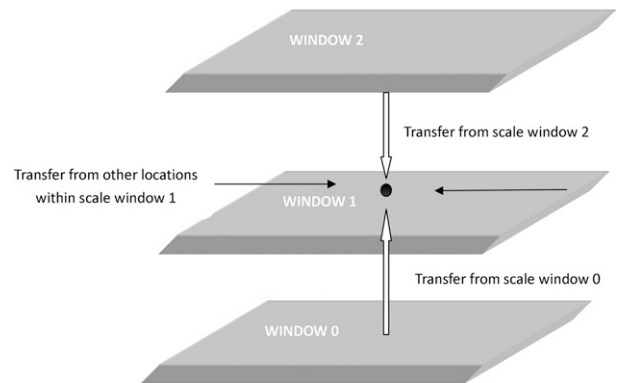 WINDOW 2
Transfer from scale window 2
Transfer from other locations
within scale window 1
WINDOW 1
Transfer from scale window 0
WINDOW 0